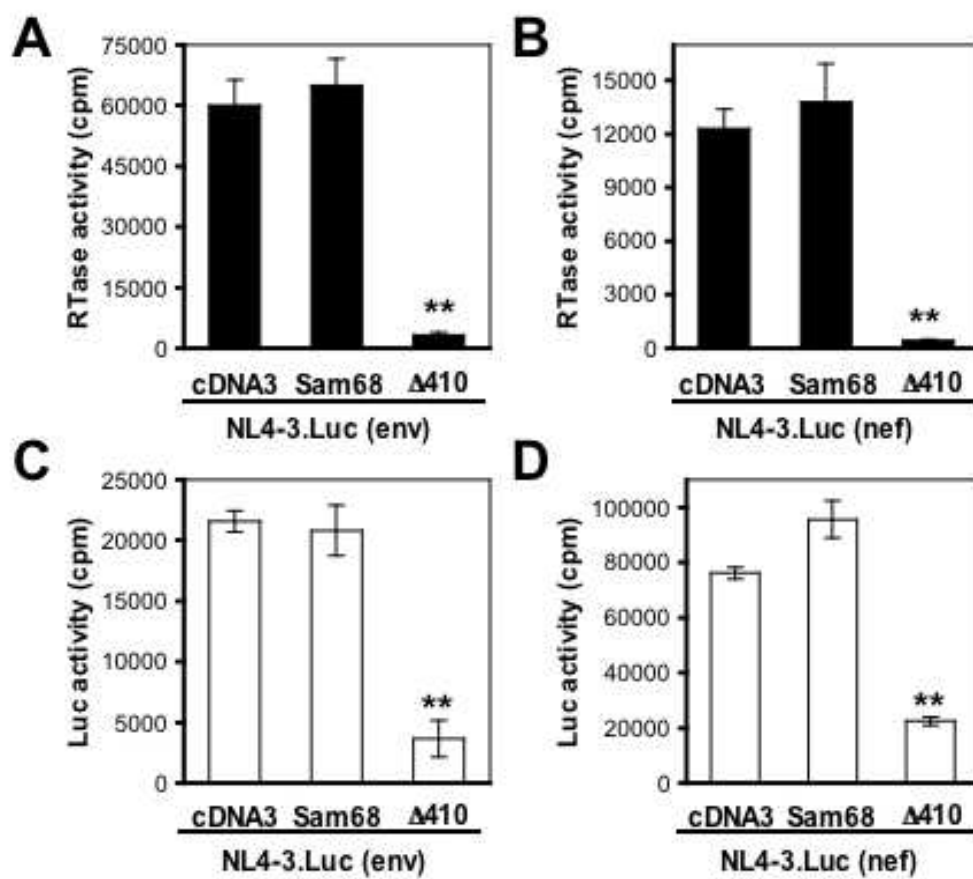 A
RTase activity (cpm)
75000
60000
45000
30000
15000
0
**
cDNA3 Sam68 Δ410
NL4-3.Luc (env)
B
RTase activity (cpm)
15000
12000
9000
6000
3000
0
**
cDNA3 Sam68 Δ410
NL4-3.Luc (nef)
C
Luc activity (cpm)
25000
20000
15000
10000
5000
0
**
cDNA3 Sam68 Δ410
NL4-3.Luc (env)
D
Luc activity (cpm)
100000
80000
60000
40000
20000
0
**
cDNA3 Sam68 Δ410
NL4-3.Luc (nef)